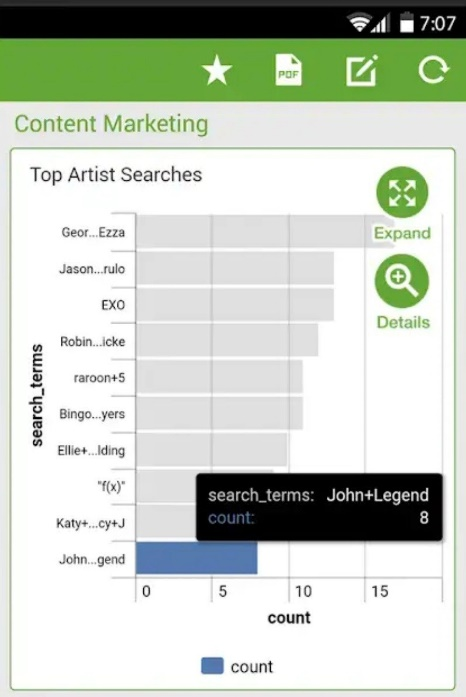 7:07
PDF
Content Marketing
Top Artist Searches
Expand
Details
search_terms
Geor...Ezza
Jason...rulo
EXO
Robin...icke
raroon+5
Bingo...yers
Ellie+...lding
"f(x)"
Katy+...cy+J
John...gend
search_terms: John+Legend
count: 8
0 5 10 15
count
count